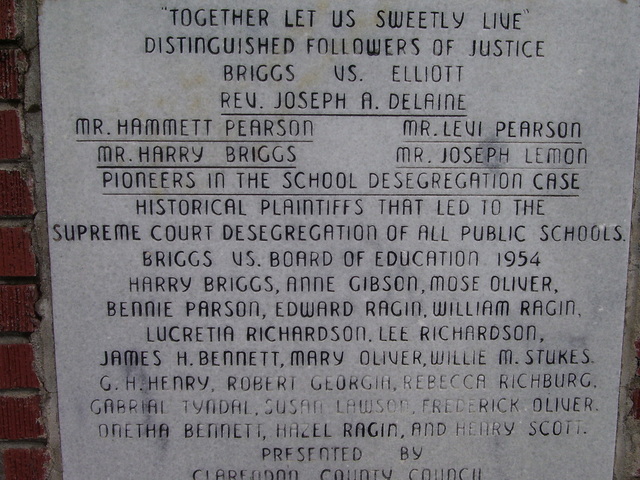 "TOGETHER LET US SWEETLY LIVE"
DISTINGUISHED FOLLOWERS OF JUSTICE
BRIGGS VS. ELLIOTT
REV. JOSEPH A. DELAINE
MR. HAMMETT PEARSON MR. LEVI PEARSON
MR. HARRY BRIGGS MR. JOSEPH LEMON
PIONEERS IN THE SCHOOL DESEGREGATION CASE
HISTORICAL PLAINTIFFS THAT LED TO THE
SUPREME COURT DESEGREGATION OF ALL PUBLIC SCHOOLS.
BRIGGS VS. BOARD OF EDUCATION 1954
HARRY BRIGGS, ANNE GIBSON, MOSE OLIVER,
BENNIE PARSON, EDWARD RAGIN, WILLIAM RAGIN,
LUCRETIA RICHARDSON, LEE RICHARDSON,
JAMES H. BENNETT, MARY OLIVER, WILLIE M. STUKES.
G. H. HENRY, ROBERT GEORGIA, REBECCA RICHBURG,
GABRIAL TYNDAL, SUSAN LAWSON, FREDERICK OLIVER.
ONETHA BENNETT, HAZEL RAGIN, AND HENRY SCOTT.
PRESENTED BY
CLARENDON COUNTY COUNCIL